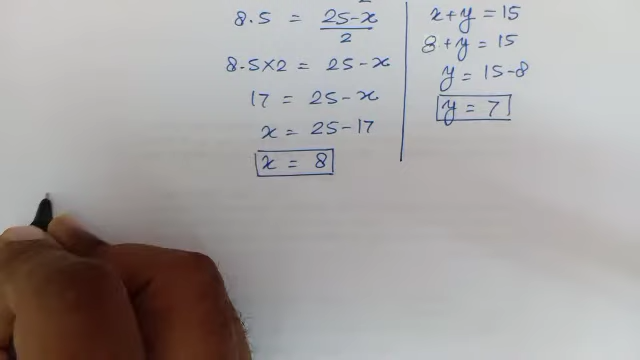 8.5 = 25-x/2
8.5×2 = 25-x
17 = 25-x
x = 25-17
x = 8
x+y = 15
8+y = 15
y = 15-8
y = 7